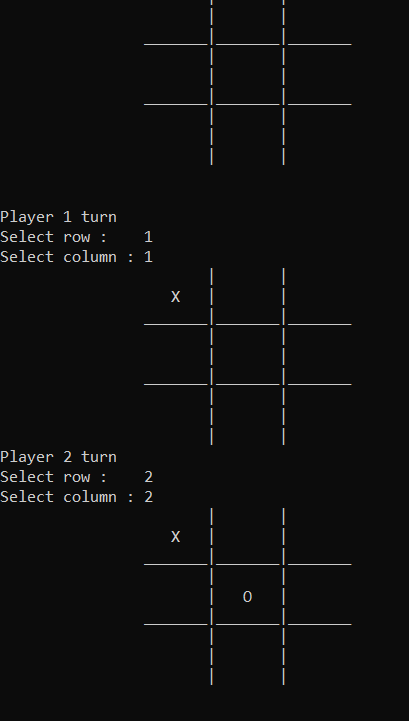 Player 1 turn
Select row :    1
Select column : 1
X
Player 2 turn
Select row :    2
Select column : 2
X
O